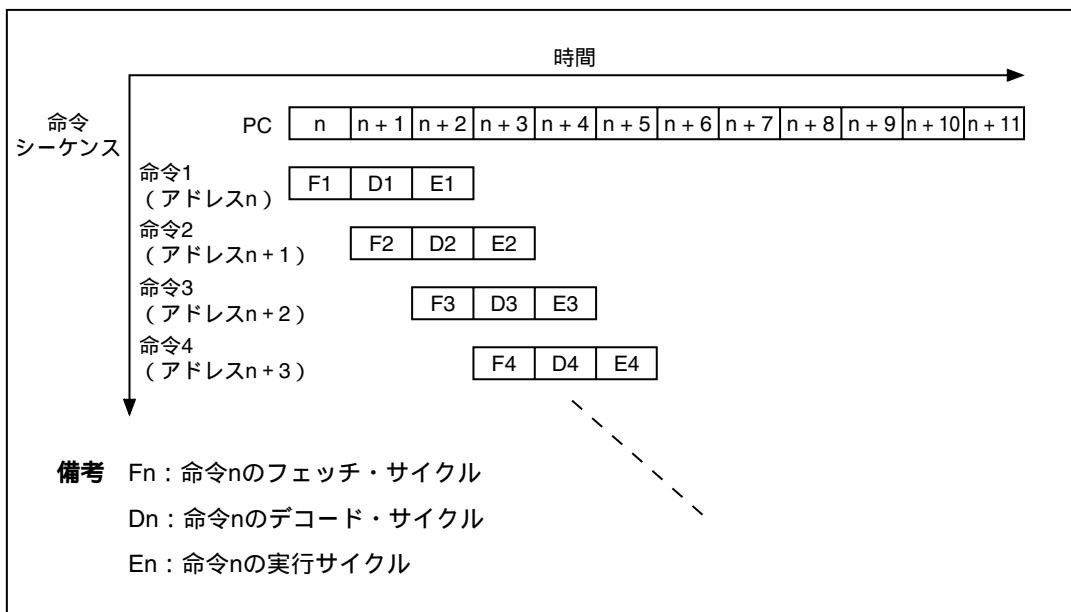 時間
命令
シーケンス
PC n n + 1 n + 2 n + 3 n + 4 n + 5 n + 6 n + 7 n + 8 n + 9 n + 10 n + 11
命令1
（アドレスn）
F1 D1 E1
命令2
（アドレスn + 1）
F2 D2 E2
命令3
（アドレスn + 2）
F3 D3 E3
命令4
（アドレスn + 3）
F4 D4 E4
備考 Fn：命令nのフェッチ・サイクル
Dn：命令nのデコード・サイクル
En：命令nの実行サイクル